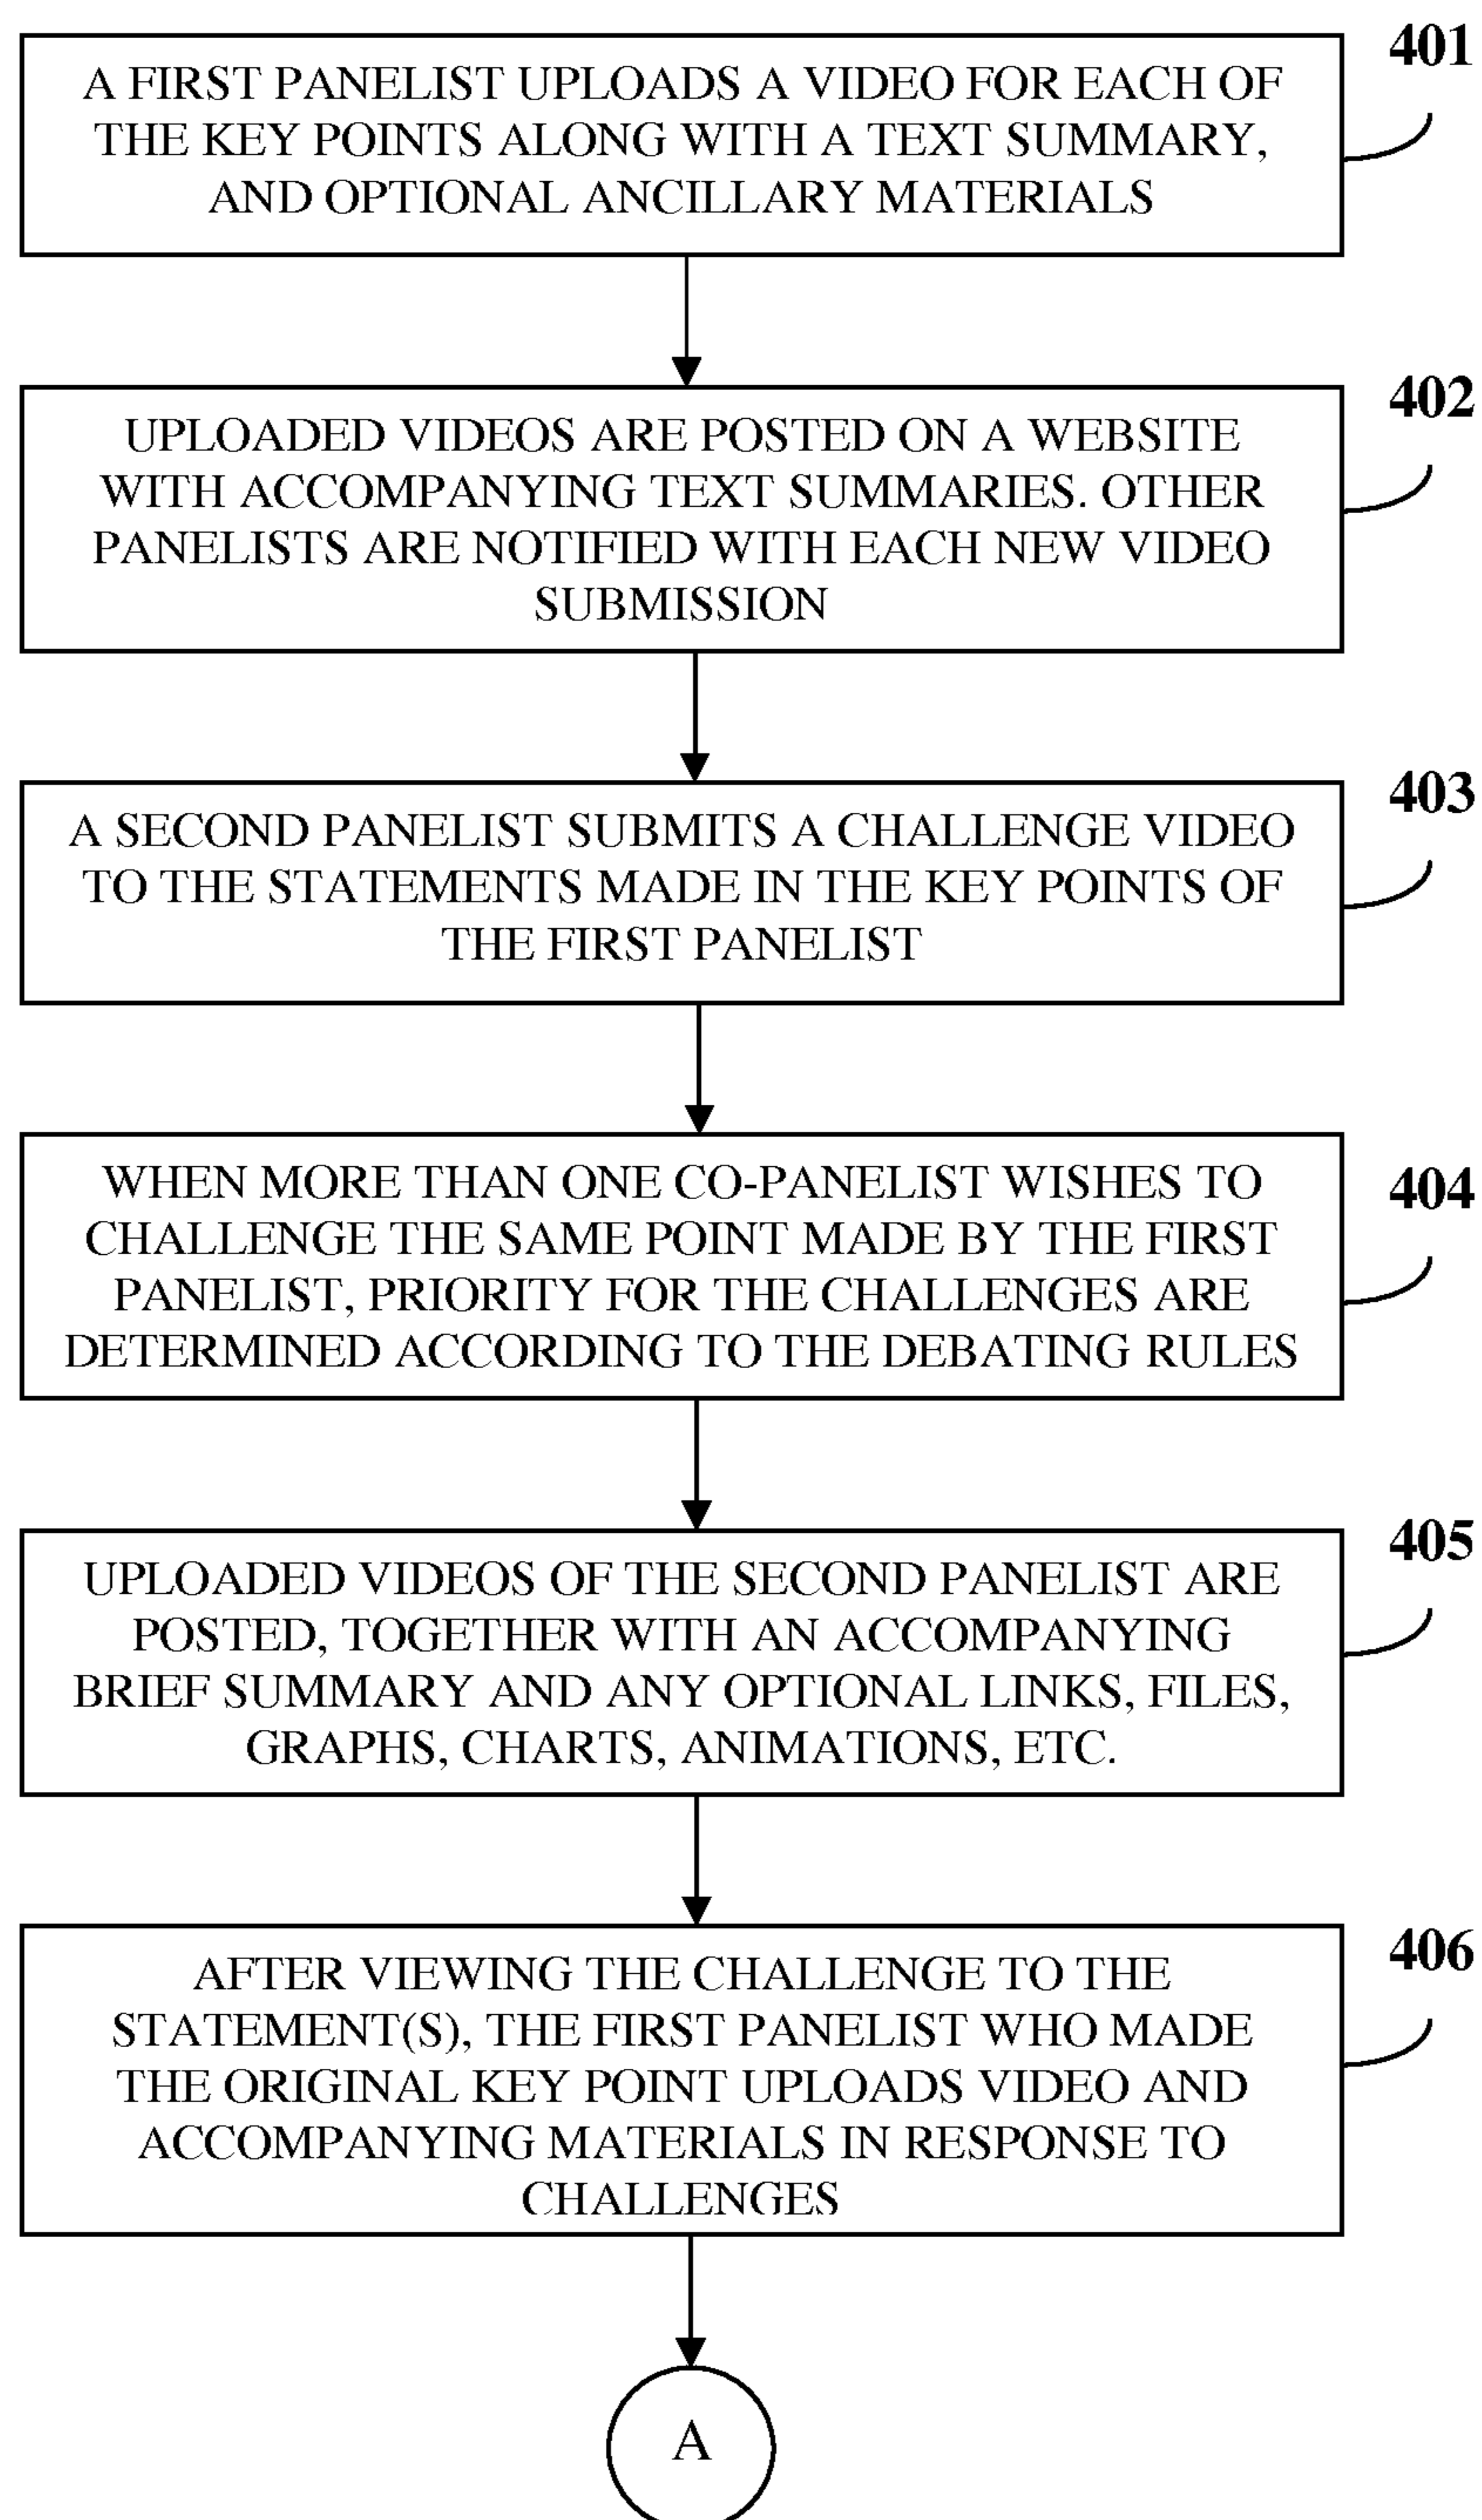 401
A FIRST PANELIST UPLOADS A VIDEO FOR EACH OF
THE KEY POINTS ALONG WITH A TEXT SUMMARY,
AND OPTIONAL ANCILLARY MATERIALS
402
UPLOADED VIDEOS ARE POSTED ON A WEBSITE
WITH ACCOMPANYING TEXT SUMMARIES. OTHER
PANELISTS ARE NOTIFIED WITH EACH NEW VIDEO
SUBMISSION
403
A SECOND PANELIST SUBMITS A CHALLENGE VIDEO
TO THE STATEMENTS MADE IN THE KEY POINTS OF
THE FIRST PANELIST
404
WHEN MORE THAN ONE CO-PANELIST WISHES TO
CHALLENGE THE SAME POINT MADE BY THE FIRST
PANELIST, PRIORITY FOR THE CHALLENGES ARE
DETERMINED ACCORDING TO THE DEBATING RULES
405
UPLOADED VIDEOS OF THE SECOND PANELIST ARE
POSTED, TOGETHER WITH AN ACCOMPANYING
BRIEF SUMMARY AND ANY OPTIONAL LINKS, FILES,
GRAPHS, CHARTS, ANIMATIONS, ETC.
406
AFTER VIEWING THE CHALLENGE TO THE
STATEMENT(S), THE FIRST PANELIST WHO MADE
THE ORIGINAL KEY POINT UPLOADS VIDEO AND
ACCOMPANYING MATERIALS IN RESPONSE TO
CHALLENGES
A